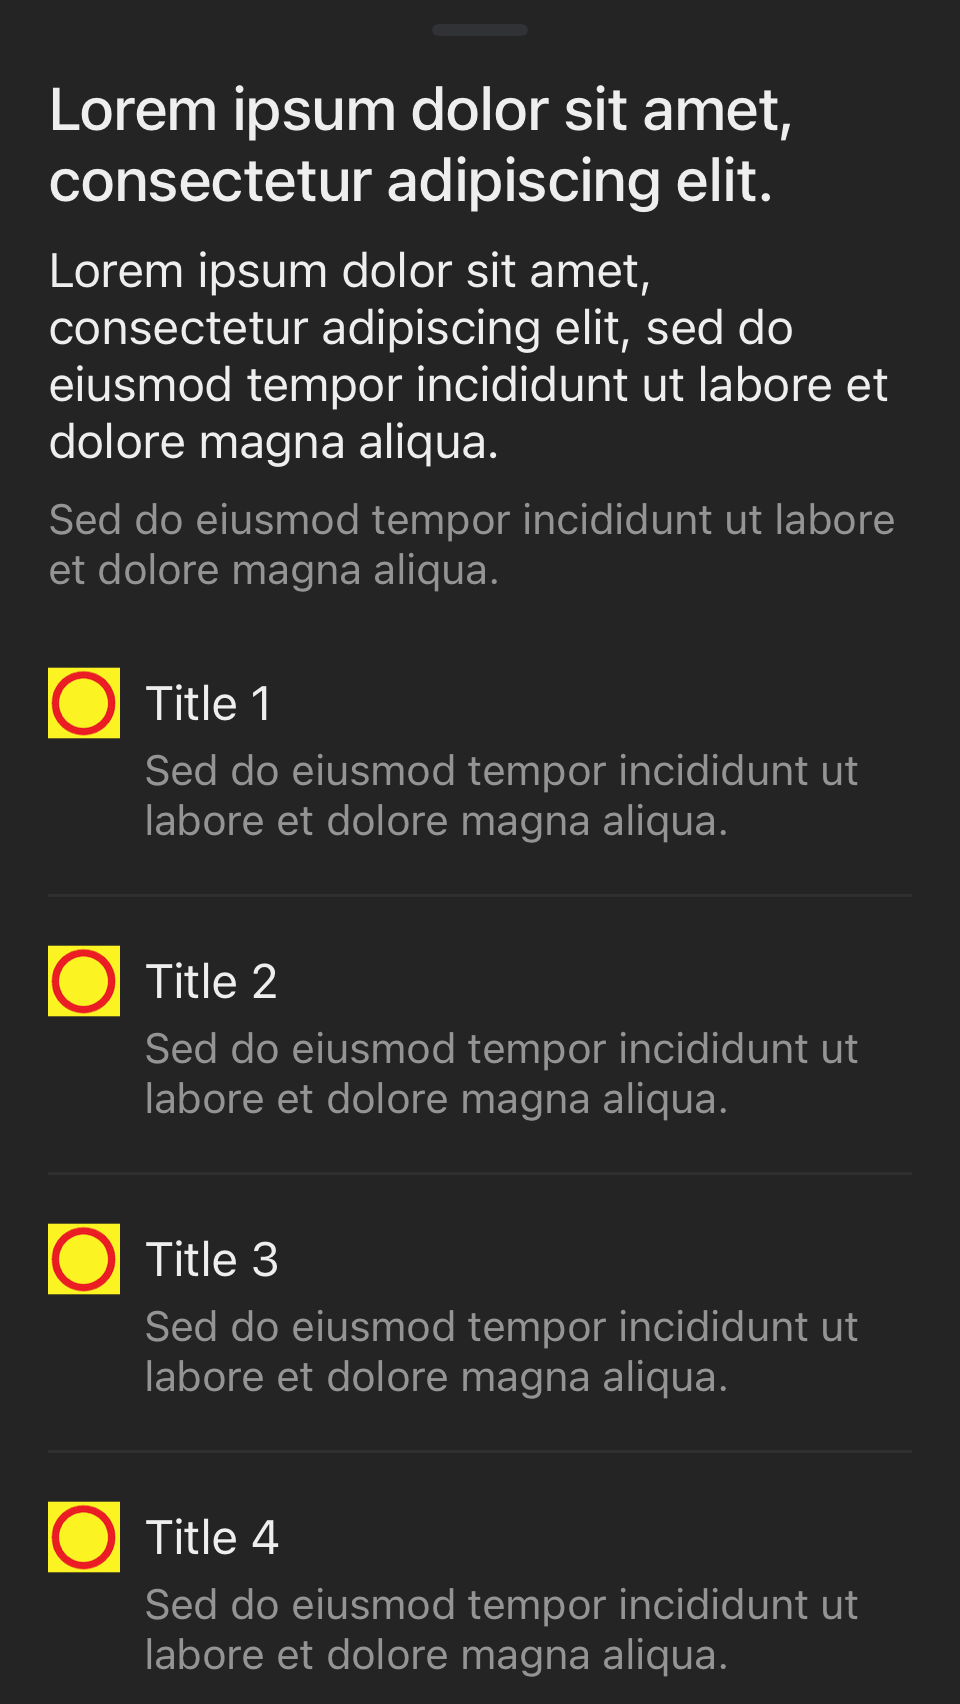 Lorem ipsum dolor sit amet,
consectetur adipiscing elit.
Lorem ipsum dolor sit amet,
consectetur adipiscing elit, sed do
eiusmod tempor incididunt ut labore et
dolore magna aliqua.
Sed do eiusmod tempor incididunt ut labore
et dolore magna aliqua.
Title 1
Sed do eiusmod tempor incididunt ut
labore et dolore magna aliqua.
Title 2
Sed do eiusmod tempor incididunt ut
labore et dolore magna aliqua.
Title 3
Sed do eiusmod tempor incididunt ut
labore et dolore magna aliqua.
Title 4
Sed do eiusmod tempor incididunt ut
labore et dolore magna aliqua.